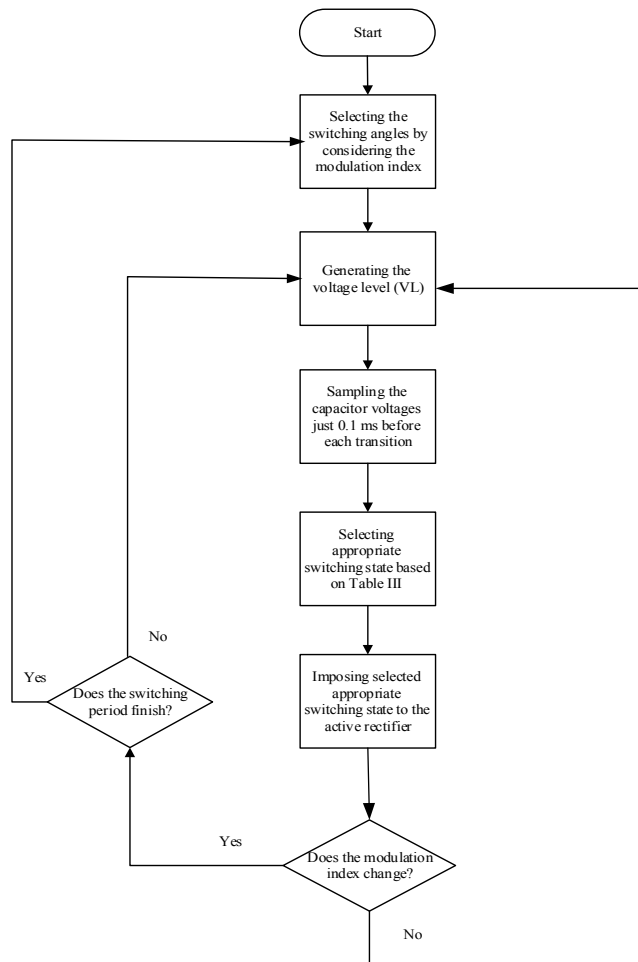 Start
Selecting the
switching angles by
considering the
modulation index
Generating the
voltage level (VL)
Sampling the
capacitor voltages
just 0.1 ms before
each transition
Selecting
appropriate
switching state based
on Table III
No
Yes
Does the switching
period finish?
Imposing selected
appropriate
switching state to the
active rectifier
Yes
Does the modulation
index change?
No